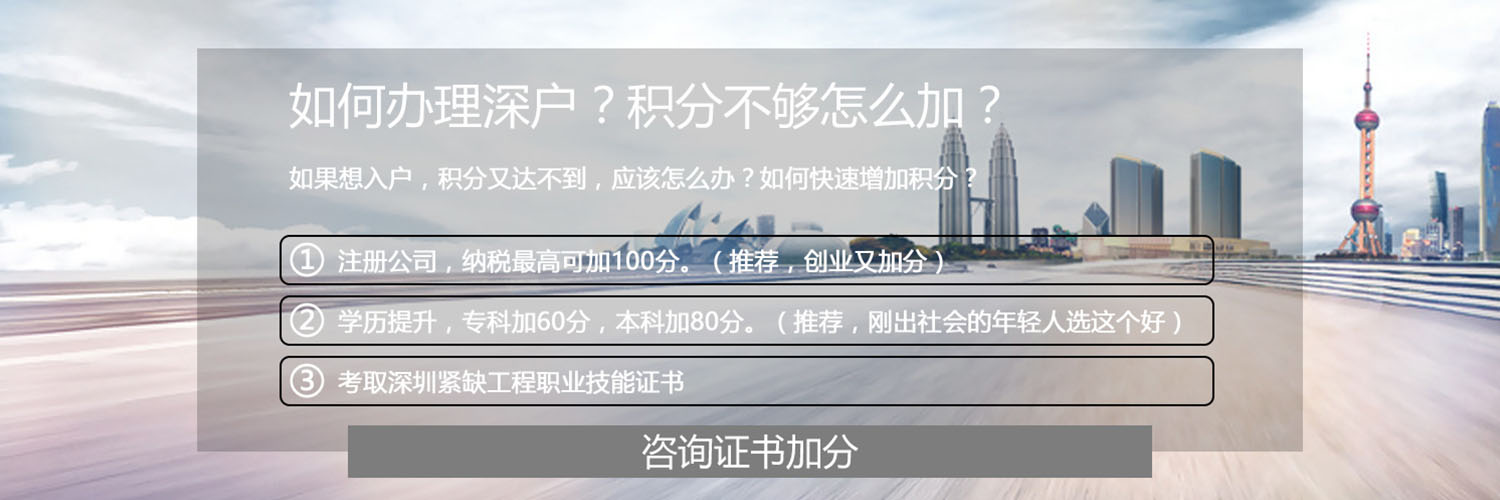 如何办理深户？积分不够怎么加？
如果想入户，积分又达不到，应该怎么办？如何快速增加积分？
① 注册公司，纳税最高可加100分。（推荐，创业又加分）
② 学历提升，专科加60分，本科加80分。（推荐，刚出社会的年轻人选这个好）
③ 考取深圳紧缺工程职业技能证书
咨询证书加分